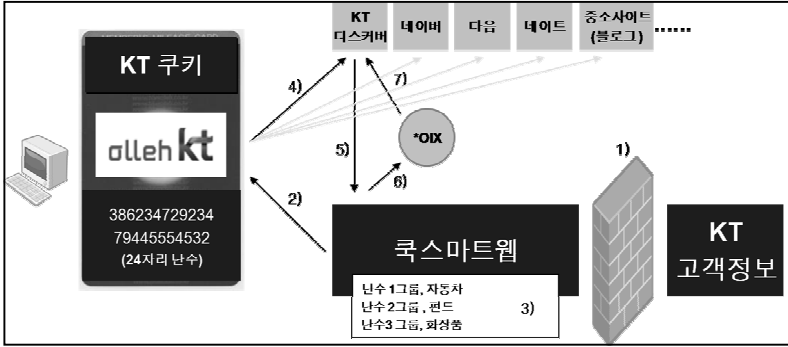 KT
디스커버
네이버
다음
네이트
중소사이트
(블로그)
......
KT 쿠키
4)
7)
*OIX
olleh kt
5)
6)
1)
2)
386234729234
79445554532
(24자리 난수)
쿡스마트웹
KT
고객정보
난수 1그룹, 자동차
난수 2그룹, 펀드
난수3 그룹, 화장품
3)